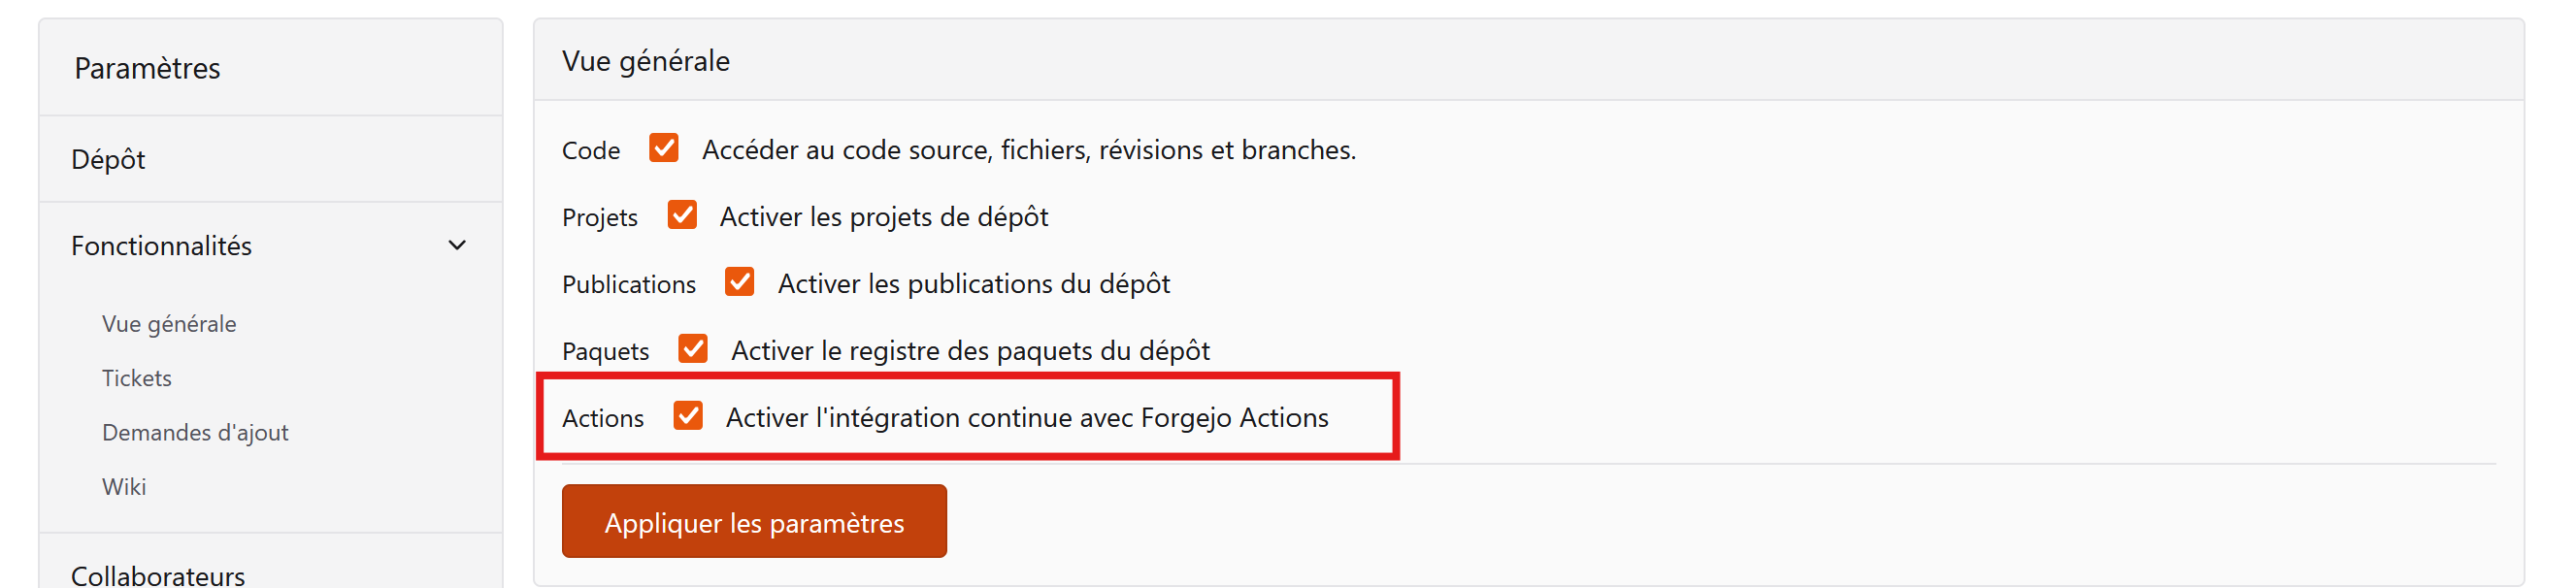 Paramètres
Dépôt
Fonctionnalités
Vue générale
Tickets
Demandes d'ajout
Wiki
Collaborateurs
Vue générale
Code Accéder au code source, fichiers, révisions et branches.
Projets Activer les projets de dépôt
Publications Activer les publications du dépôt
Paquets Activer le registre des paquets du dépôt
Actions Activer l'intégration continue avec Forgejo Actions
Appliquer les paramètres